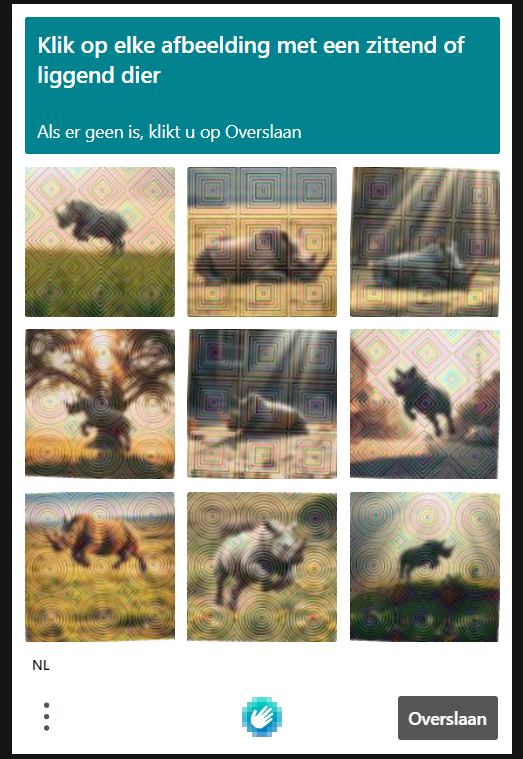 Klik op elke afbeelding met een zittend of
liggend dier
Als er geen is, klikt u op Overslaan
NL
Overslaan